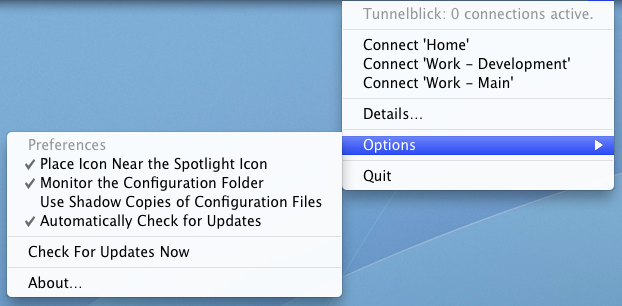 Tunnelblick: 0 connections active.
Connect 'Home'
Connect 'Work – Development'
Connect 'Work – Main'
Details...
Options
Quit
Preferences
Place Icon Near the Spotlight Icon
Monitor the Configuration Folder
Use Shadow Copies of Configuration Files
Automatically Check for Updates
Check For Updates Now
About...